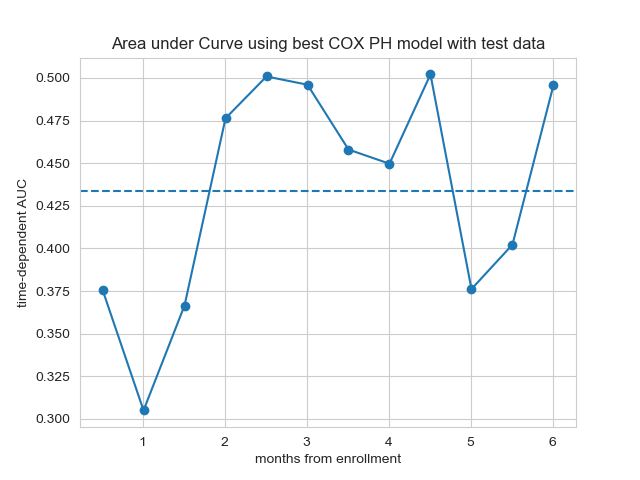 Area under Curve using best COX PH model with test data
time-dependent AUC
0.500
0.475
0.450
0.425
0.400
0.375
0.350
0.325
0.300
1 2 3 4 5 6
months from enrollment